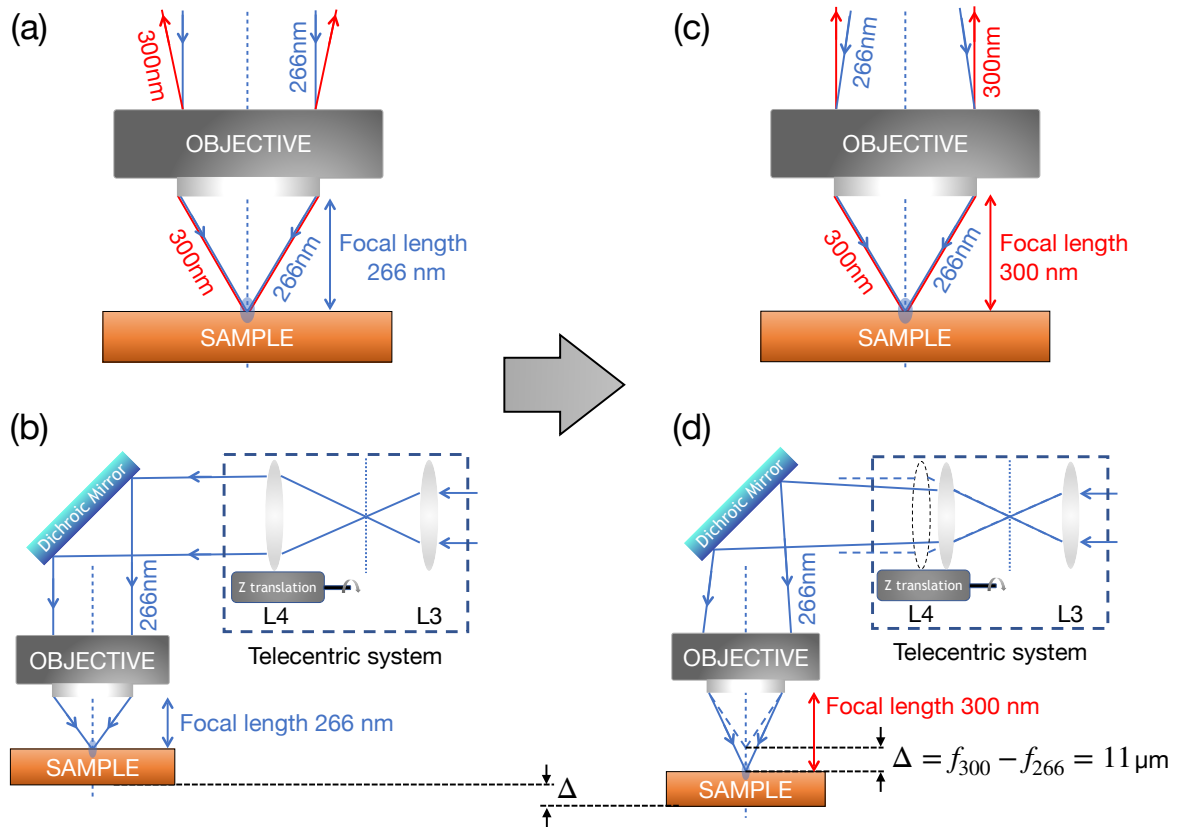 (a)
300nm
266nm
OBJECTIVE
300nm
266nm
Focal length
266 nm
SAMPLE
(c)
266nm
300nm
OBJECTIVE
300nm
266nm
Focal length
300 nm
SAMPLE
(b)
Dichroic Mirror
266nm
Z translation
L4
L3
Telecentric system
OBJECTIVE
Focal length 266 nm
SAMPLE
Δ
(d)
Dichroic Mirror
266nm
Z translation
L4
L3
Telecentric system
OBJECTIVE
Focal length 300 nm
Δ = f₃₀₀ − f₂₆₆ = 11 μm
SAMPLE